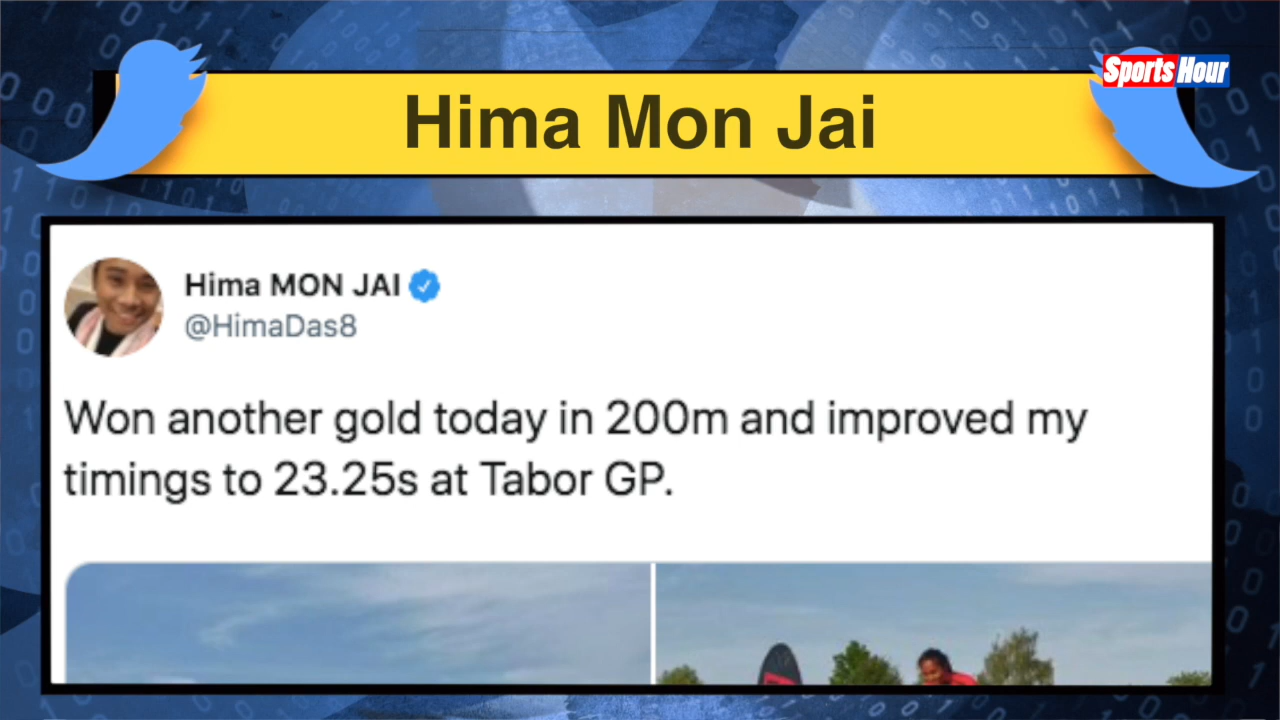 Sports Hour
Hima Mon Jai
Hima MON JAI
@HimaDas8
Won another gold today in 200m and improved my
timings to 23.25s at Tabor GP.